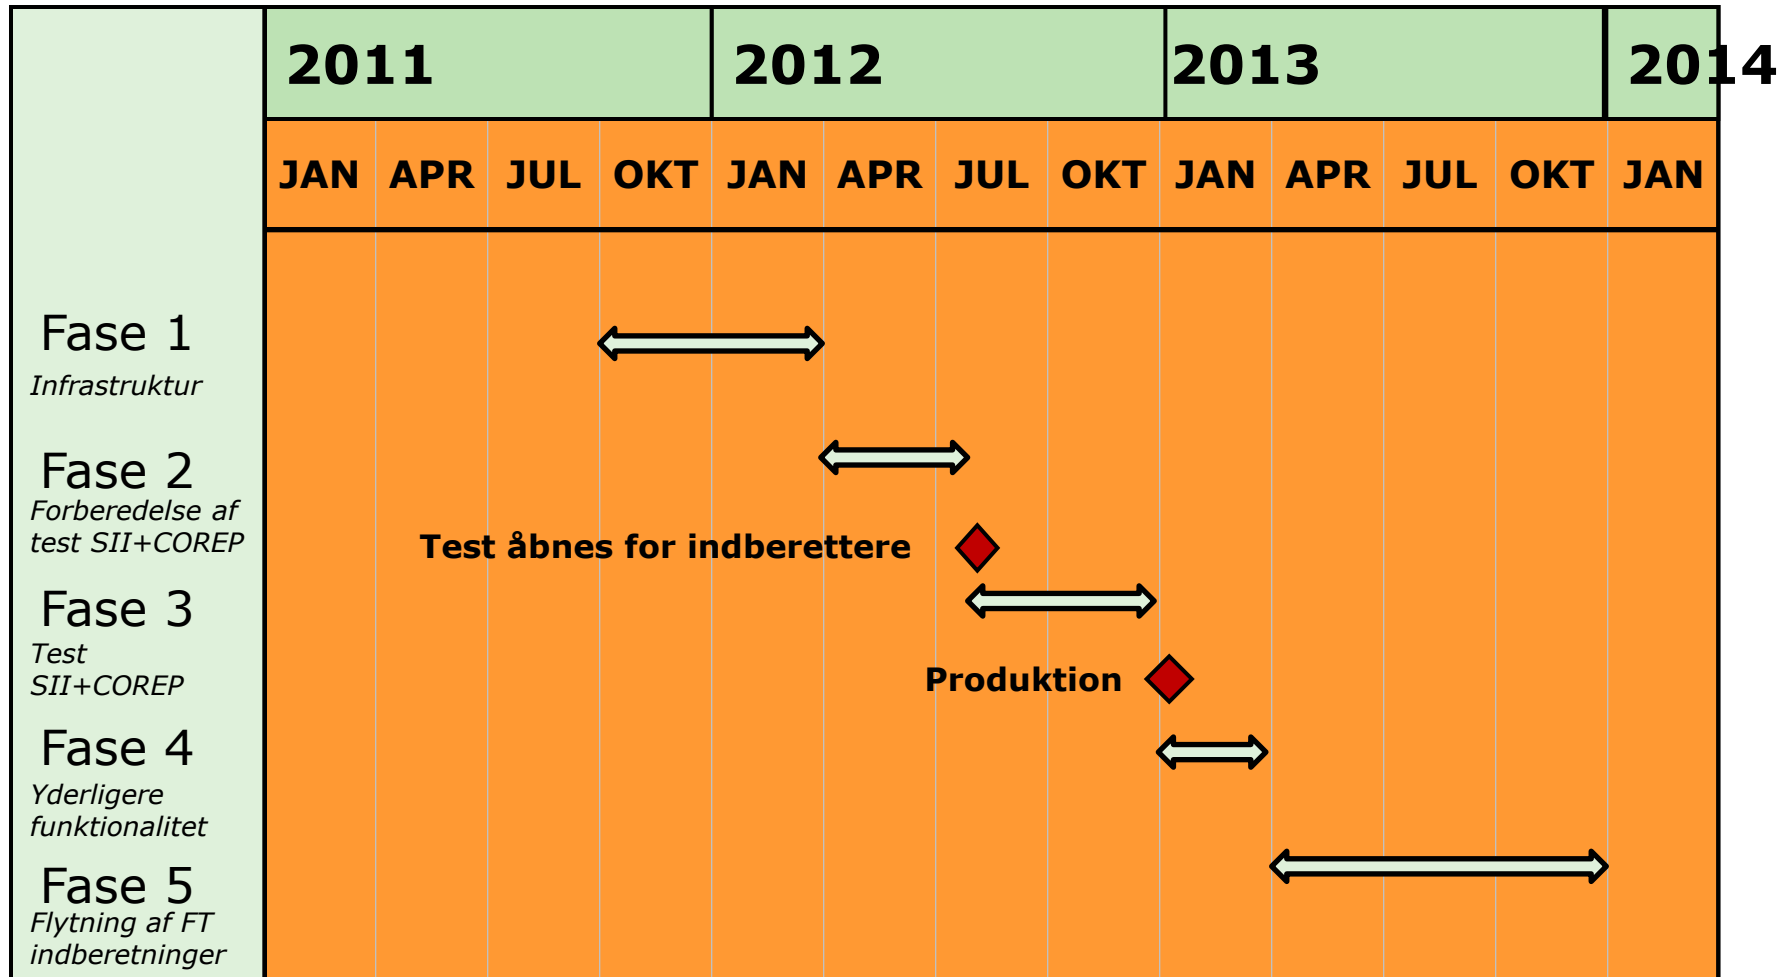 2011 2012 2013 2014
JAN APR JUL OKT JAN APR JUL OKT JAN APR JUL OKT JAN
Fase 1
Infrastruktur
Fase 2
Forberedelse af
test SII+COREP
Test åbnes for indberettere
Fase 3
Test
SII+COREP
Produktion
Fase 4
Yderligere
funktionalitet
Fase 5
Flytning af FT
indberetninger